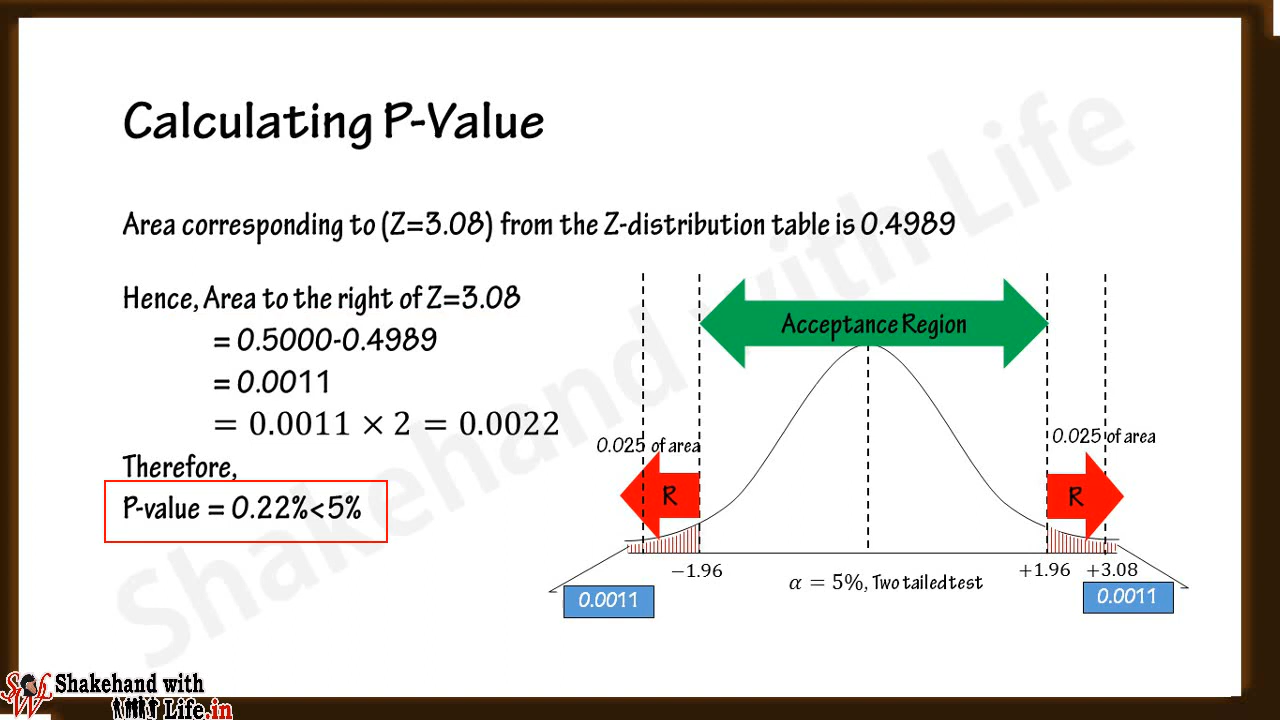 Calculating P-Value
Area corresponding to (Z=3.08) from the Z-distribution table is 0.4989
Hence, Area to the right of Z=3.08
= 0.5000-0.4989
= 0.0011
= 0.0011 × 2 = 0.0022
Therefore,
P-value = 0.22%<5%
Acceptance Region
0.025 of area
0.025 of area
R
R
−1.96
+1.96
+3.08
α = 5%, Two tailed test
0.0011
0.0011
Shakehand with Life
SWL
Shakehand with
Life.in